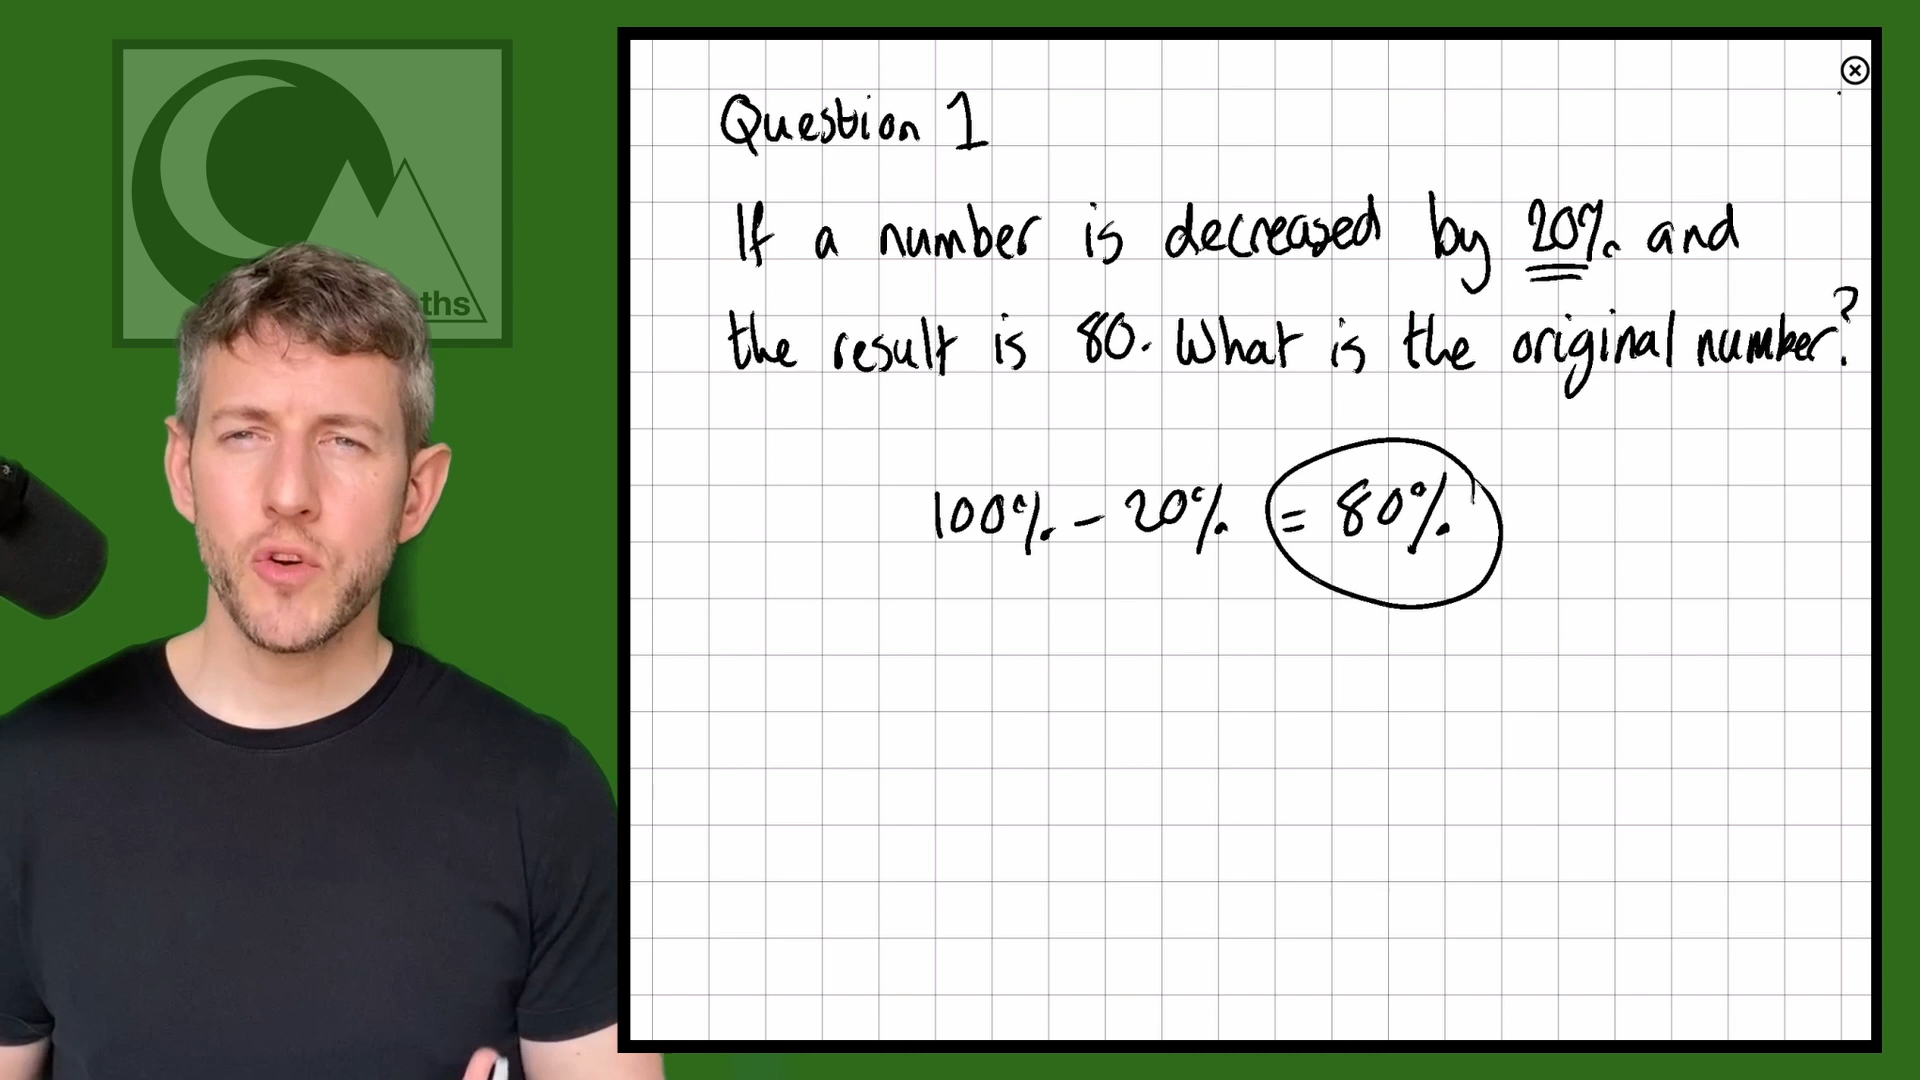 ths
Question 1
If a number is decreased by 20% and
the result is 80. What is the original number?
100% - 20% = 80%